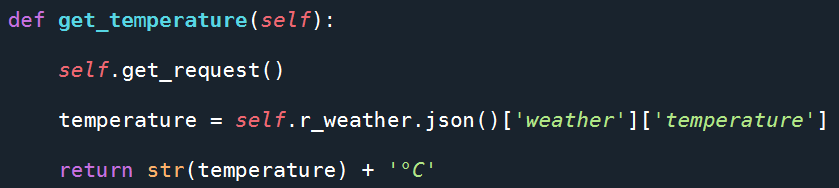 def get_temperature(self):
self.get_request()
temperature = self.r_weather.json()['weather']['temperature']
return str(temperature) + '°C'